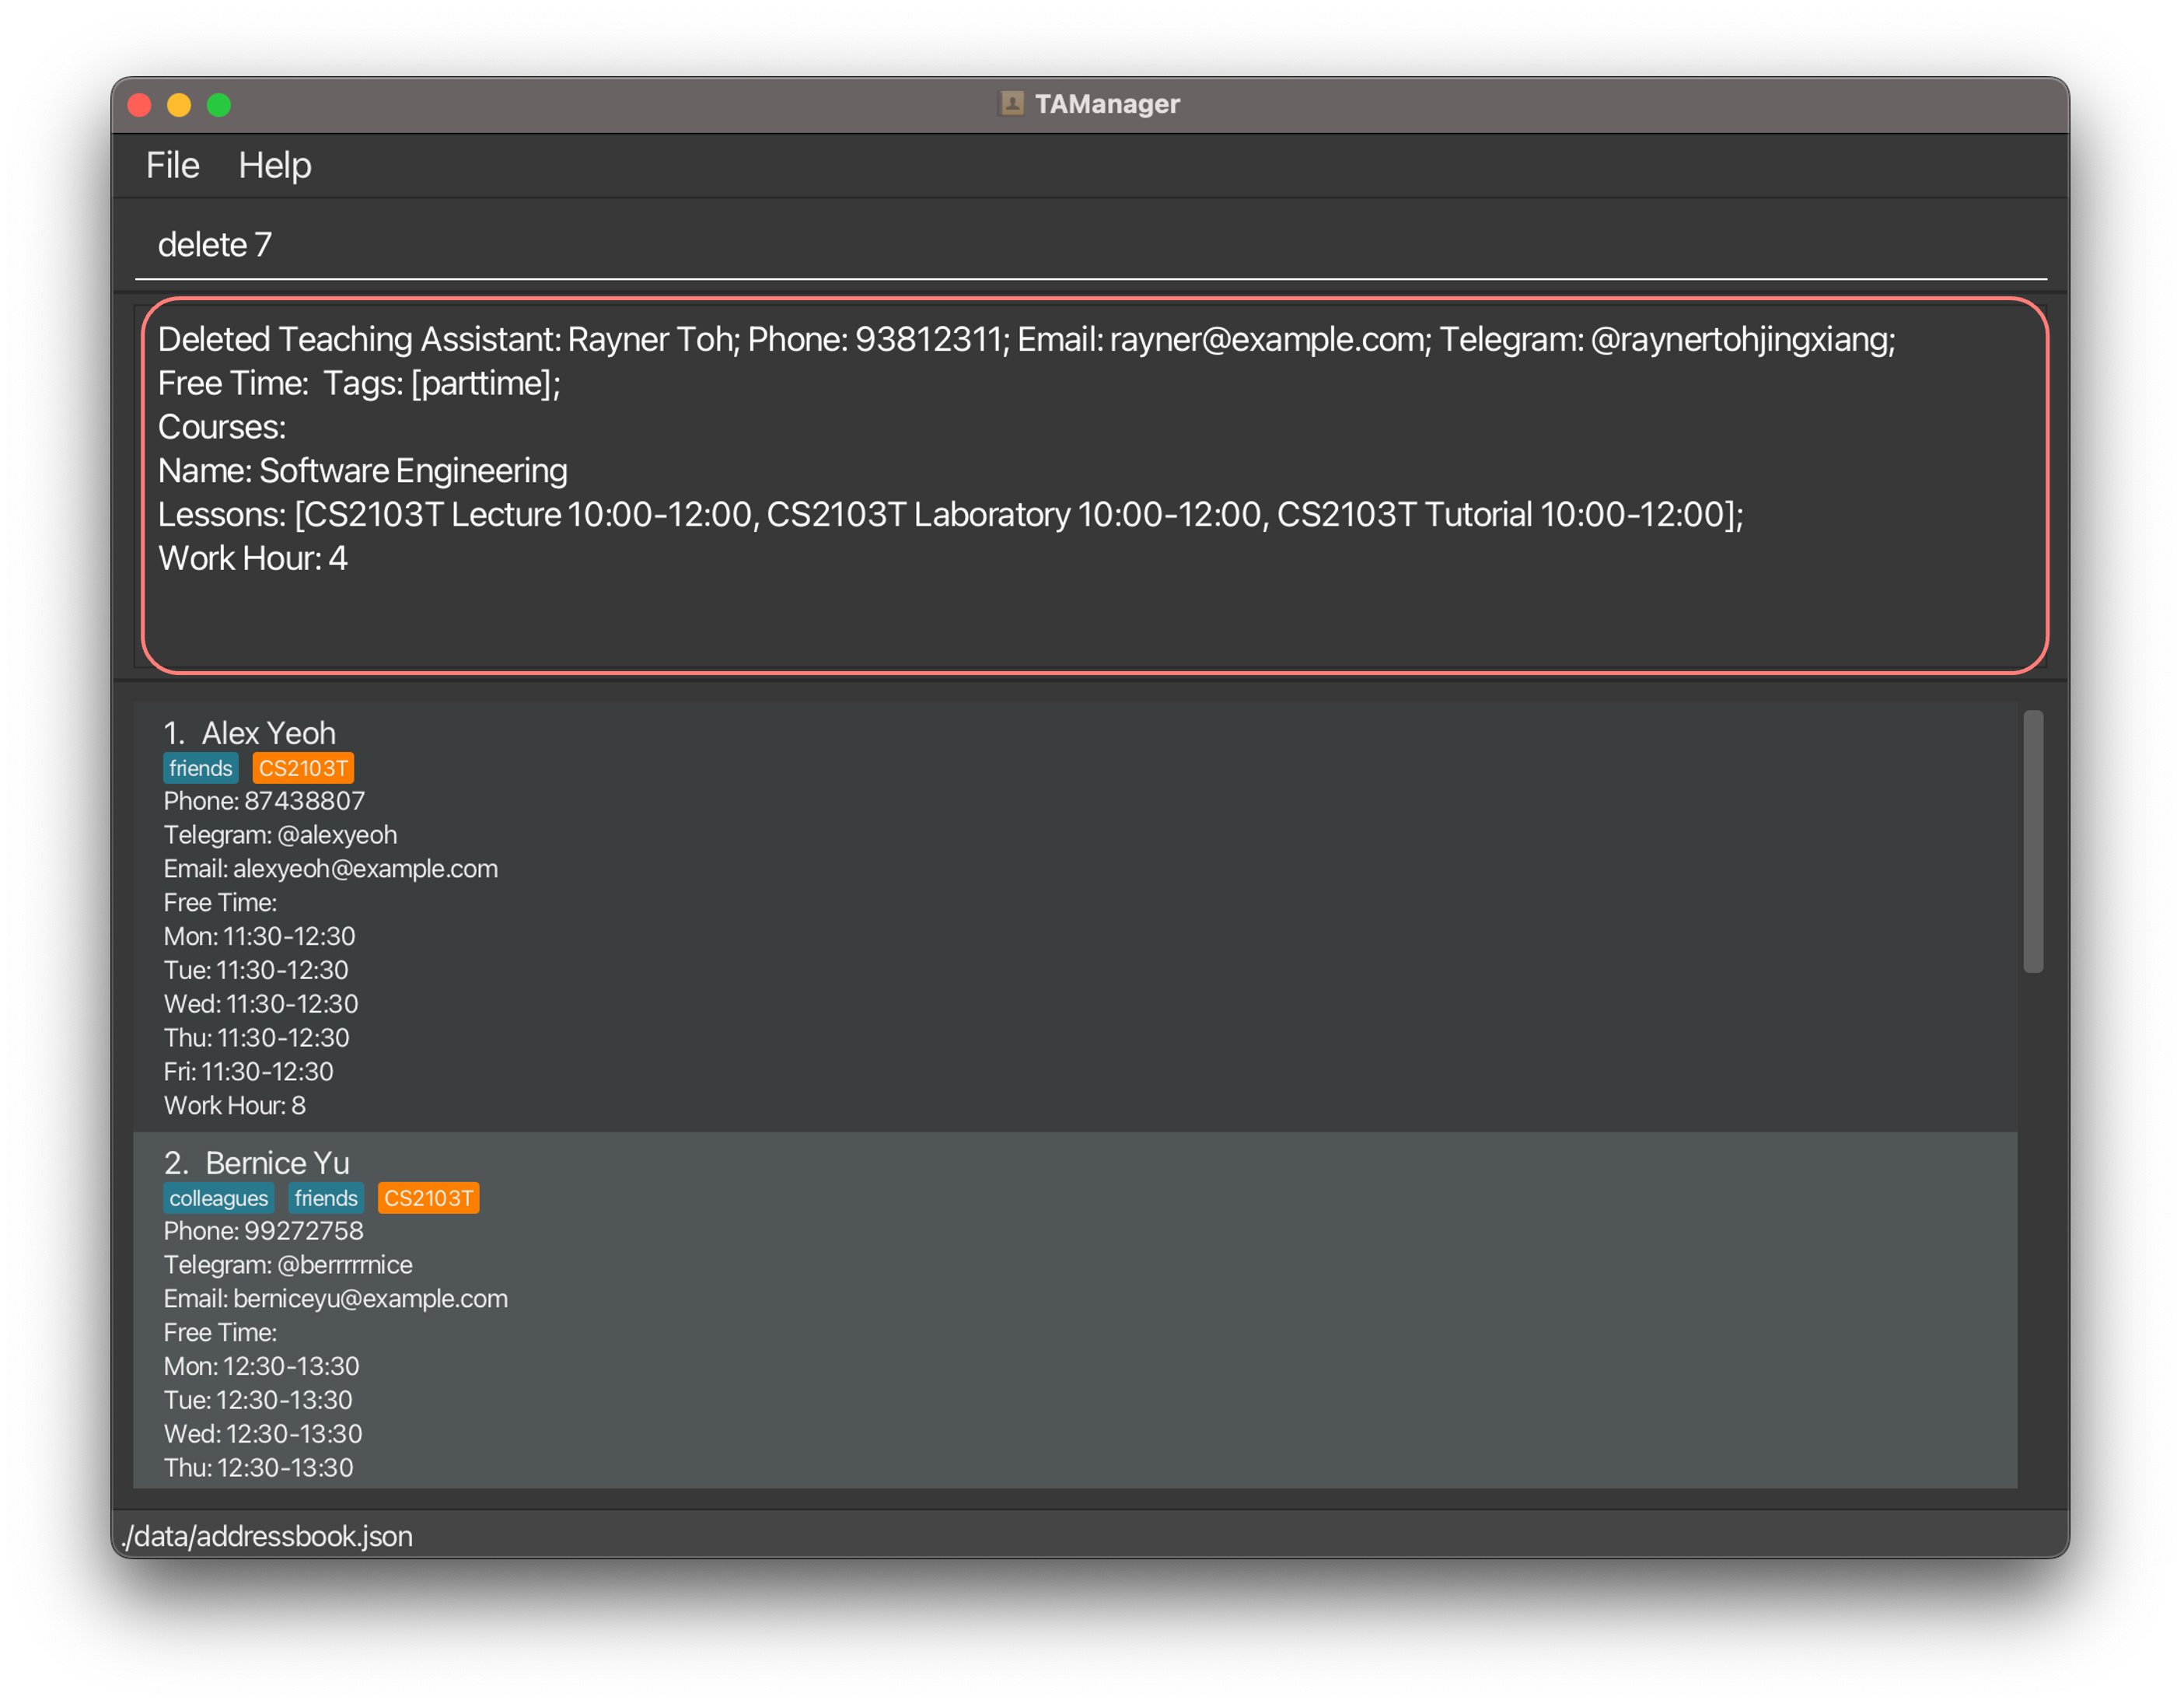 TAManager
File Help
delete 7
Deleted Teaching Assistant: Rayner Toh; Phone: 93812311; Email: rayner@example.com; Telegram: @raynertohjingxiang;
Free Time:  Tags: [parttime];
Courses:
Name: Software Engineering
Lessons: [CS2103T Lecture 10:00-12:00, CS2103T Laboratory 10:00-12:00, CS2103T Tutorial 10:00-12:00];
Work Hour: 4
1. Alex Yeoh
friends CS2103T
Phone: 87438807
Telegram: @alexyeoh
Email: alexyeoh@example.com
Free Time:
Mon: 11:30-12:30
Tue: 11:30-12:30
Wed: 11:30-12:30
Thu: 11:30-12:30
Fri: 11:30-12:30
Work Hour: 8
2. Bernice Yu
colleagues friends CS2103T
Phone: 99272758
Telegram: @berrrrrnice
Email: berniceyu@example.com
Free Time:
Mon: 12:30-13:30
Tue: 12:30-13:30
Wed: 12:30-13:30
Thu: 12:30-13:30
./data/addressbook.json